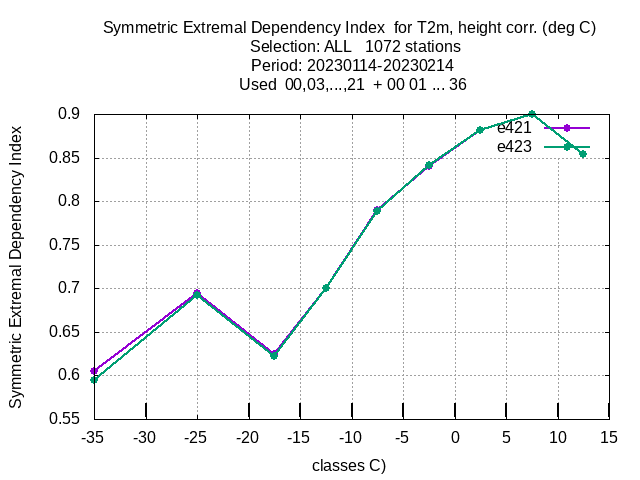 Symmetric Extremal Dependency Index  for T2m, height corr. (deg C)
Selection: ALL   1072 stations
Period: 20230114-20230214
Used  00,03,...,21  + 00 01 ... 36
Symmetric Extremal Dependency Index
0.9
0.85
0.8
0.75
0.7
0.65
0.6
0.55
e421
e423
-35 -30 -25 -20 -15 -10 -5 0 5 10 15
classes C)